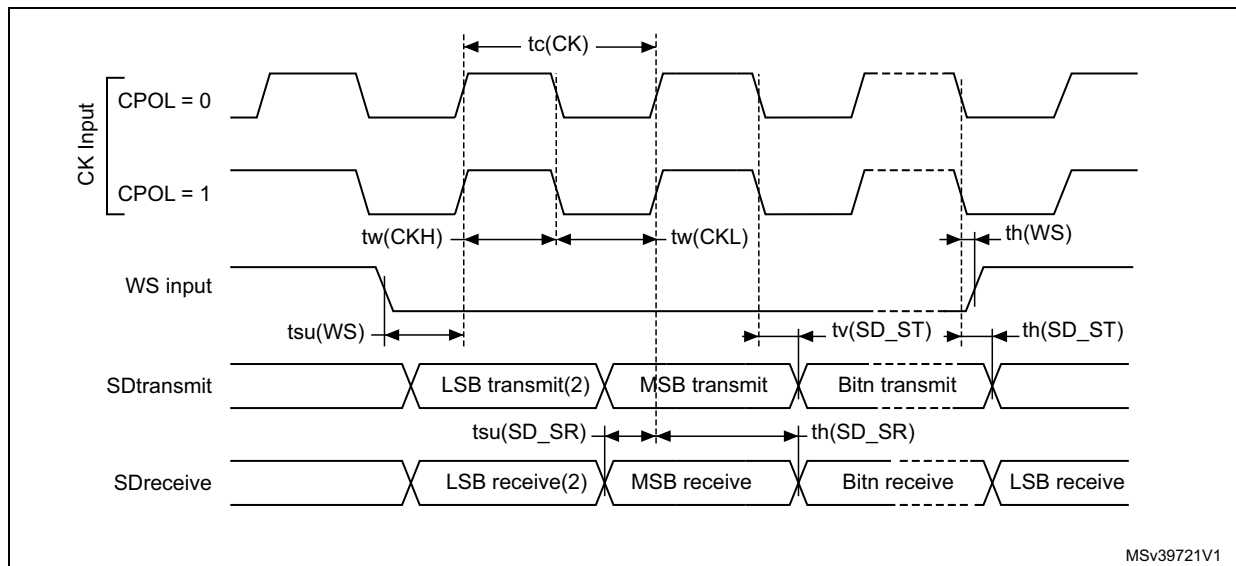 tc(CK)
CK Input
CPOL = 0
CPOL = 1
tw(CKH)
tw(CKL)
th(WS)
WS input
tsu(WS)
tv(SD_ST)
th(SD_ST)
SDtransmit
LSB transmit(2)
MSB transmit
Bitn transmit
tsu(SD_SR)
th(SD_SR)
SDreceive
LSB receive(2)
MSB receive
Bitn receive
LSB receive
MSv39721V1